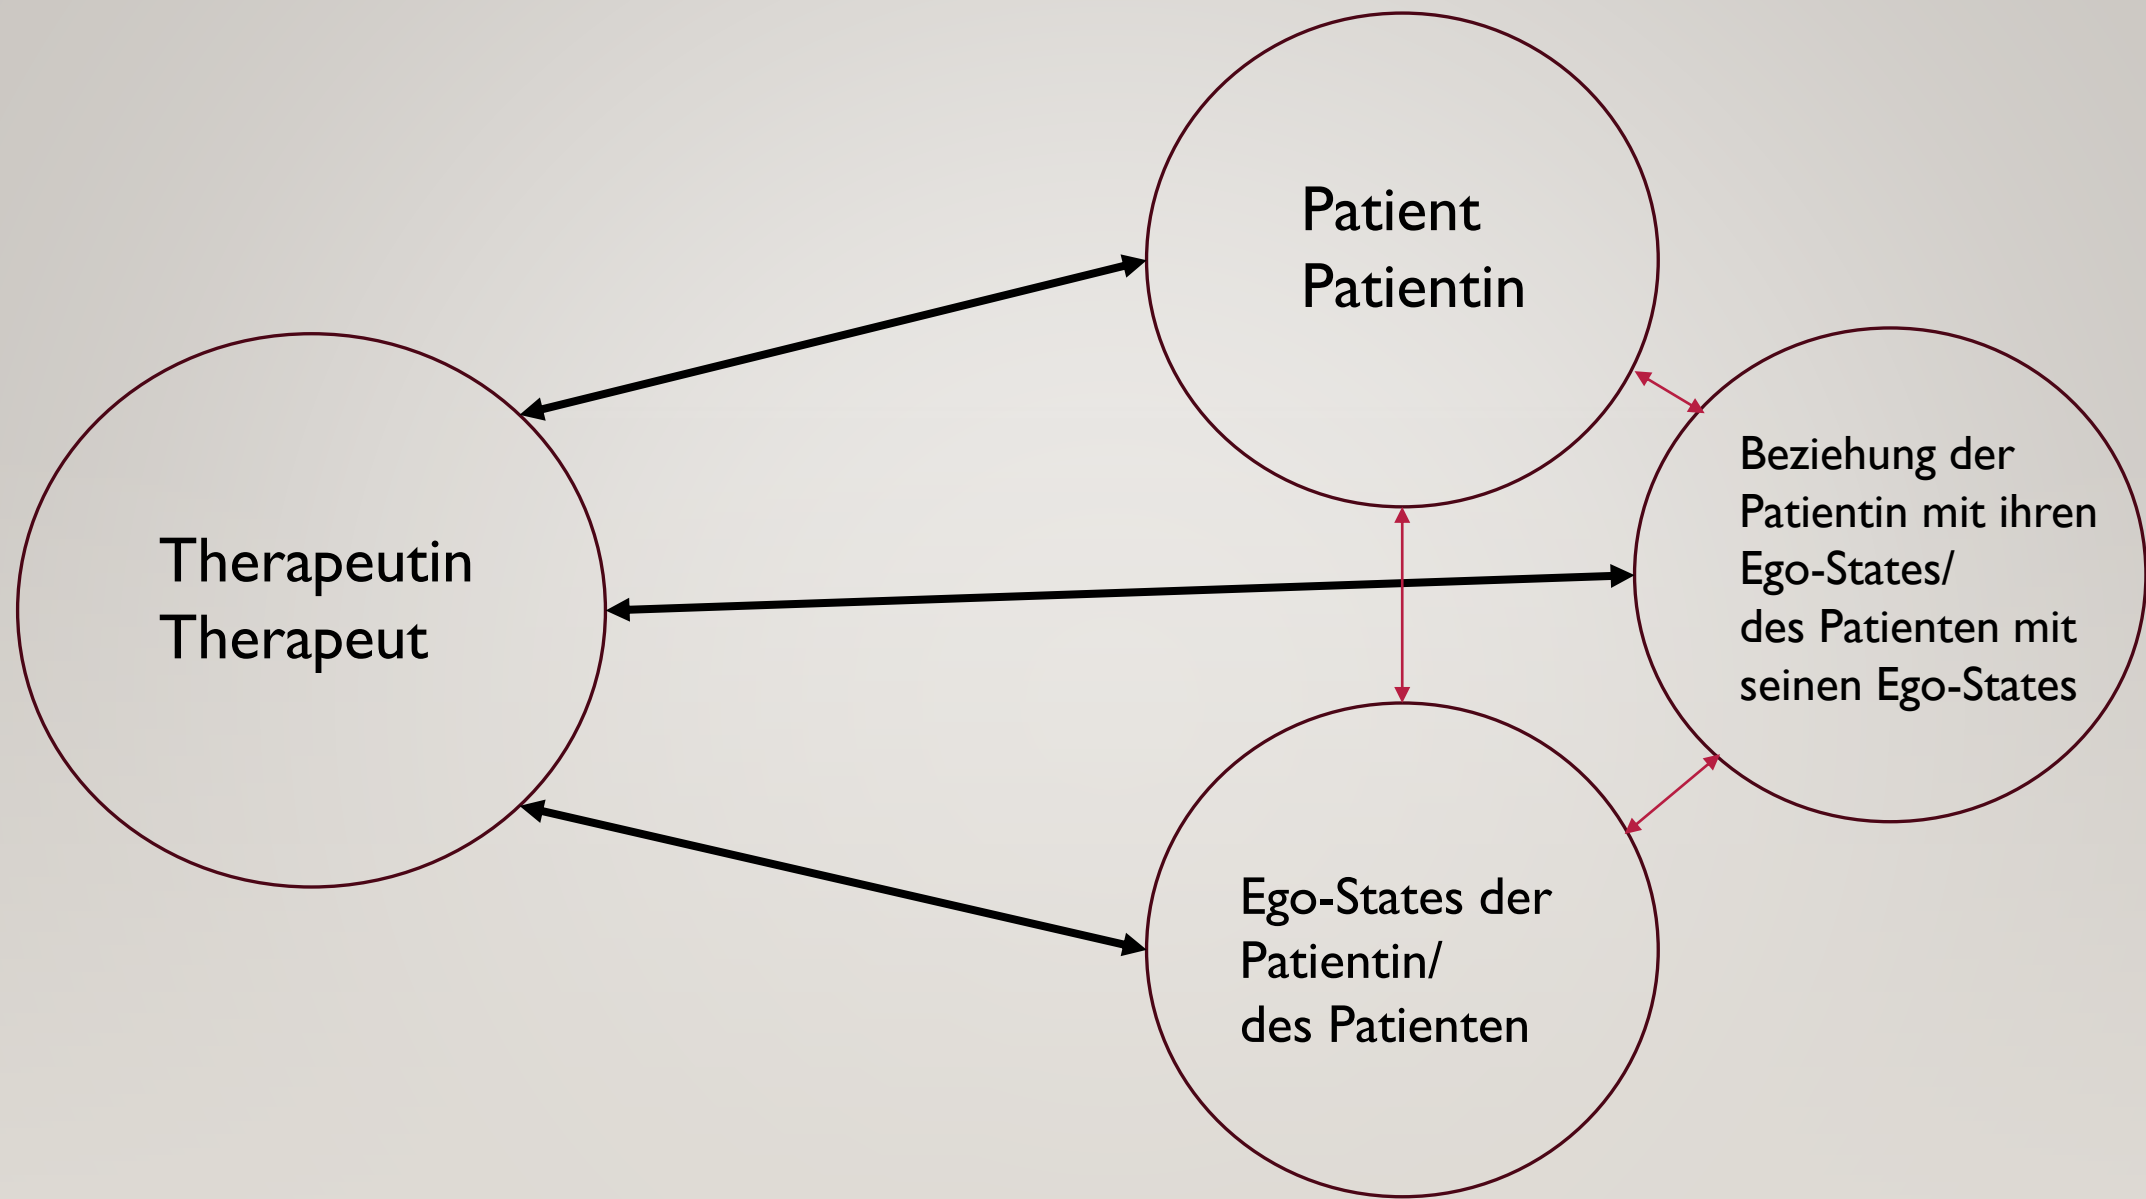 Patient
Patientin
Therapeutin
Therapeut
Beziehung der
Patientin mit ihren
Ego-States/
des Patienten mit
seinen Ego-States
Ego-States der
Patientin/
des Patienten